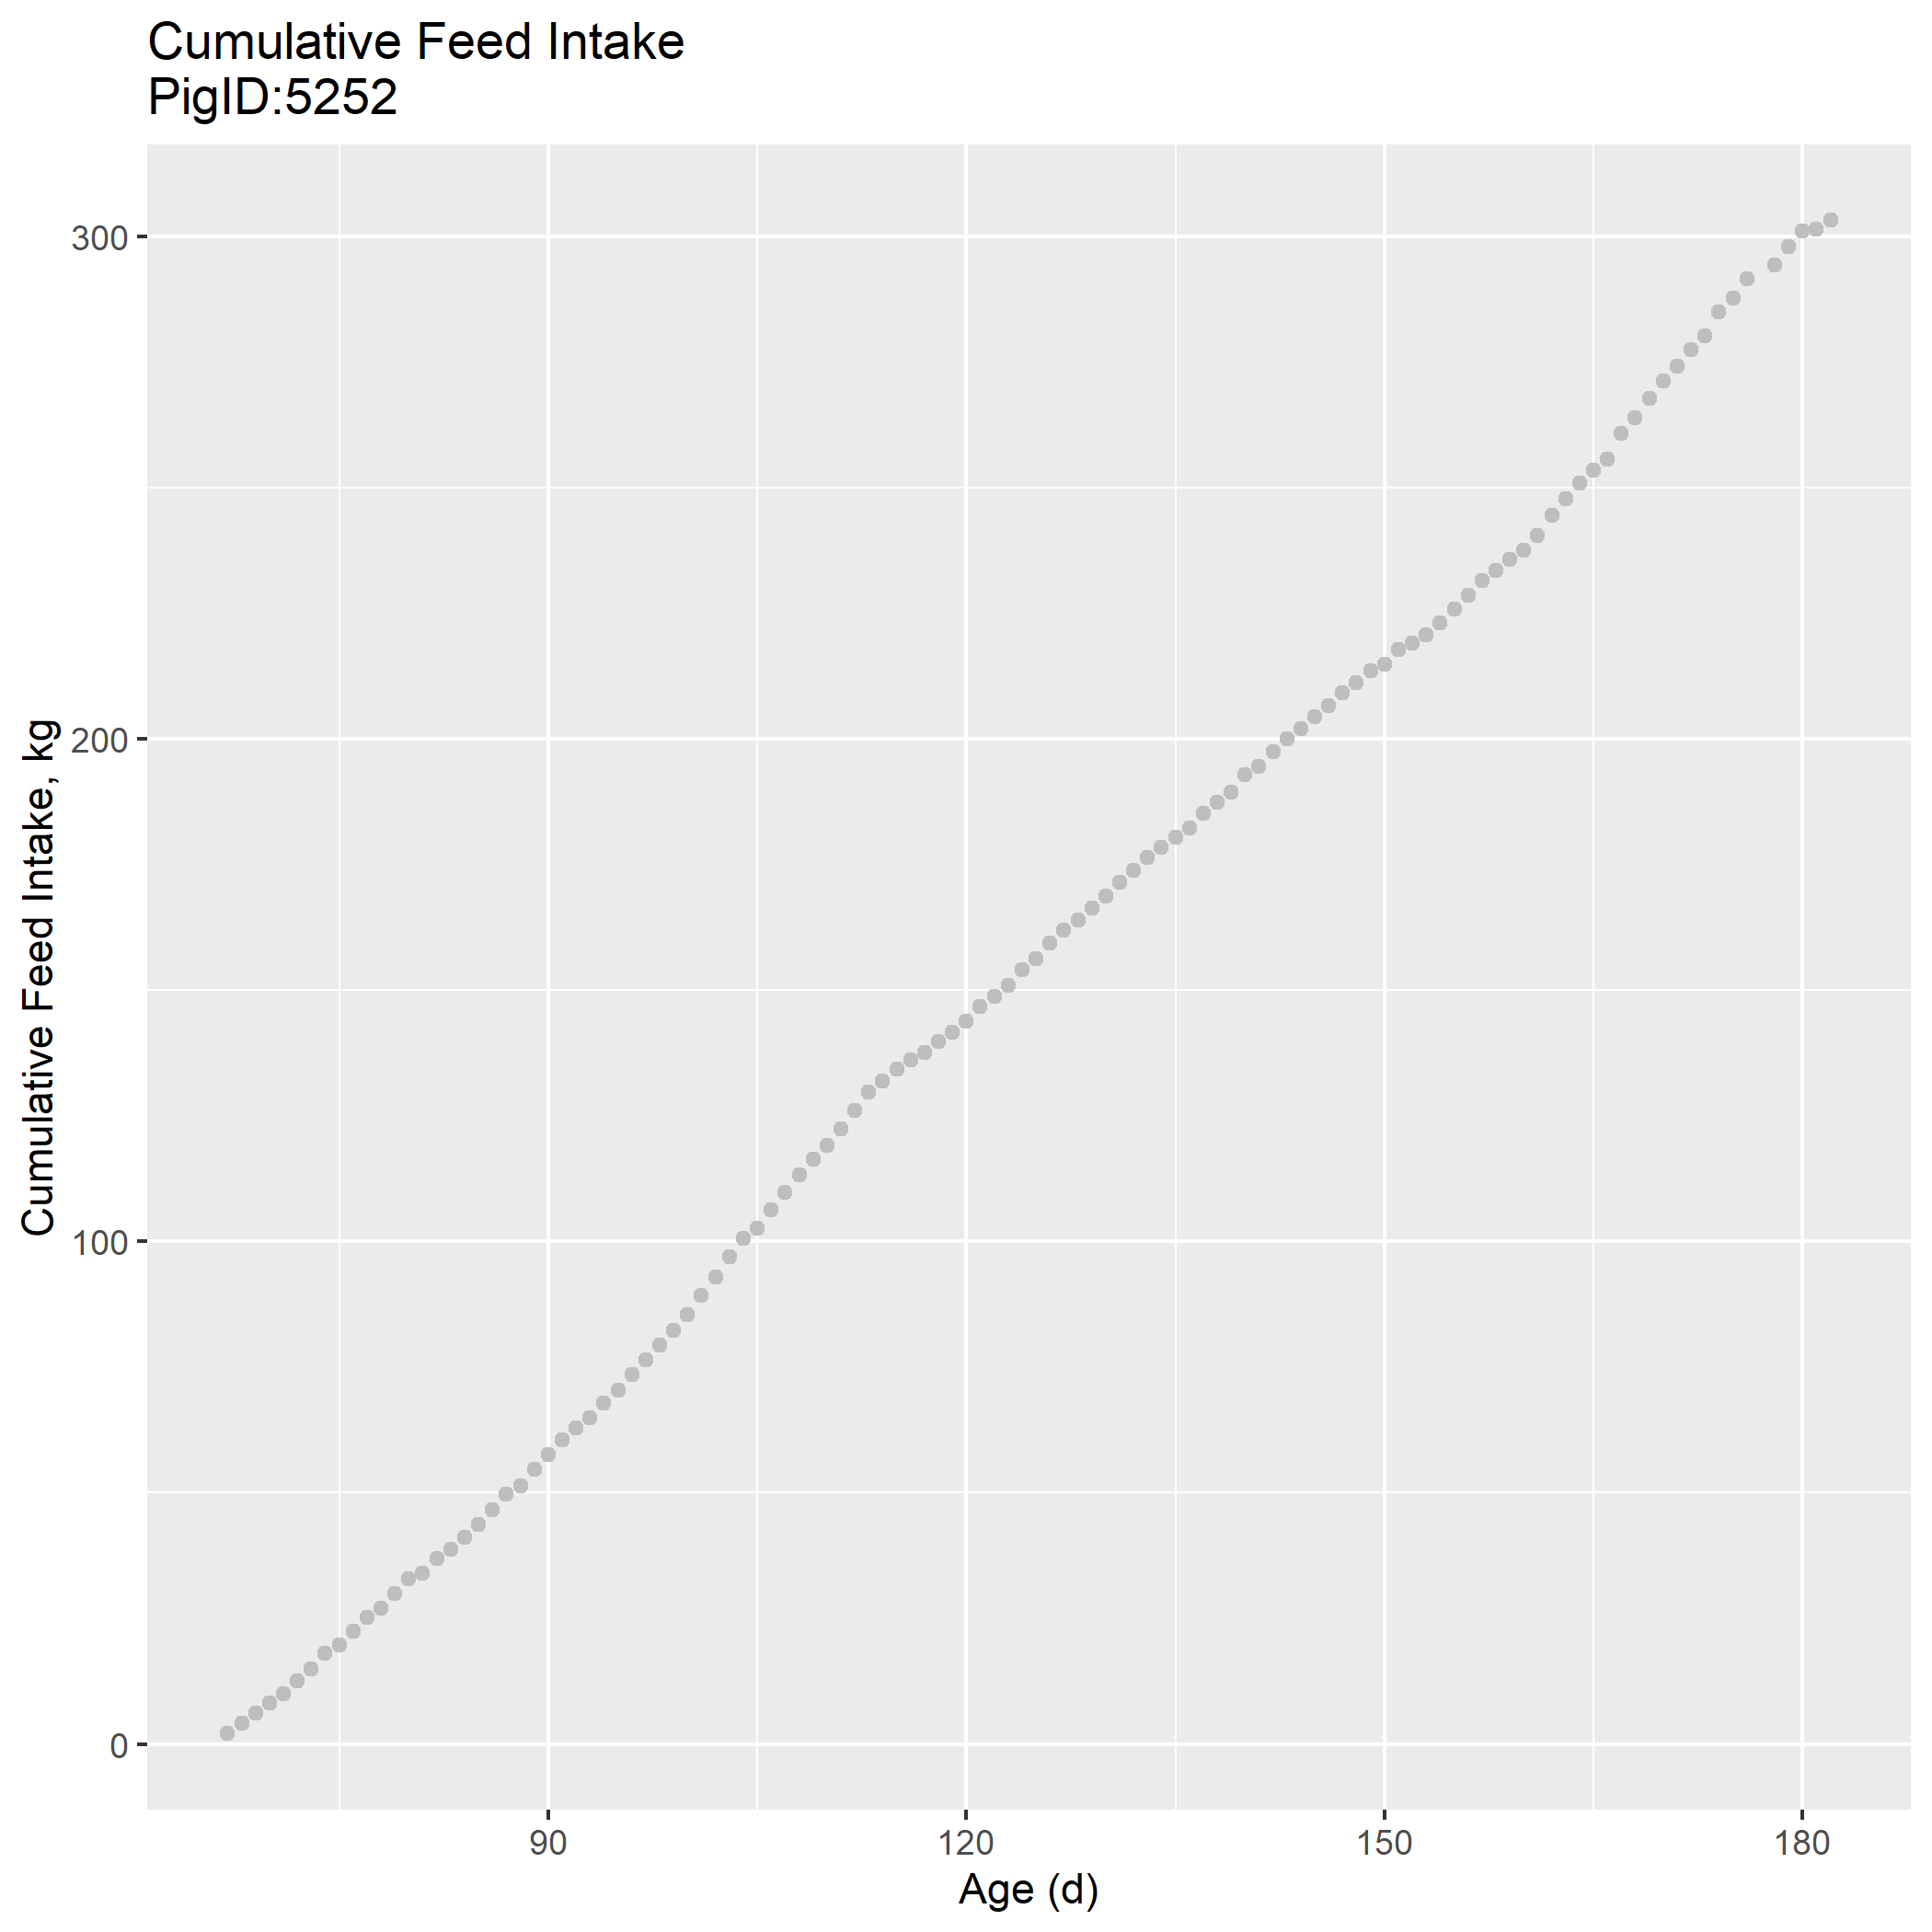 Cumulative Feed Intake
PigID:5252
Cumulative Feed Intake, kg
300
200
100
0
90
120
150
180
Age (d)